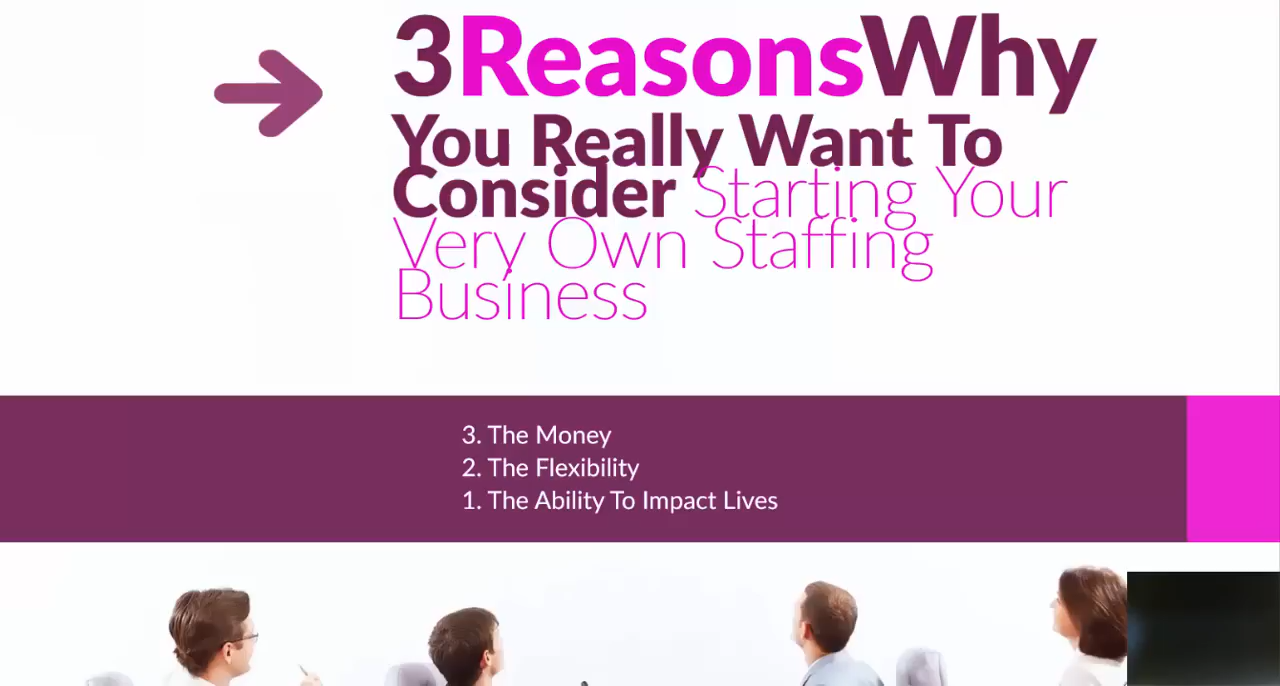 3ReasonsWhy
You Really Want To
Consider Starting Your
Very Own Staffing
Business
3. The Money
2. The Flexibility
1. The Ability To Impact Lives